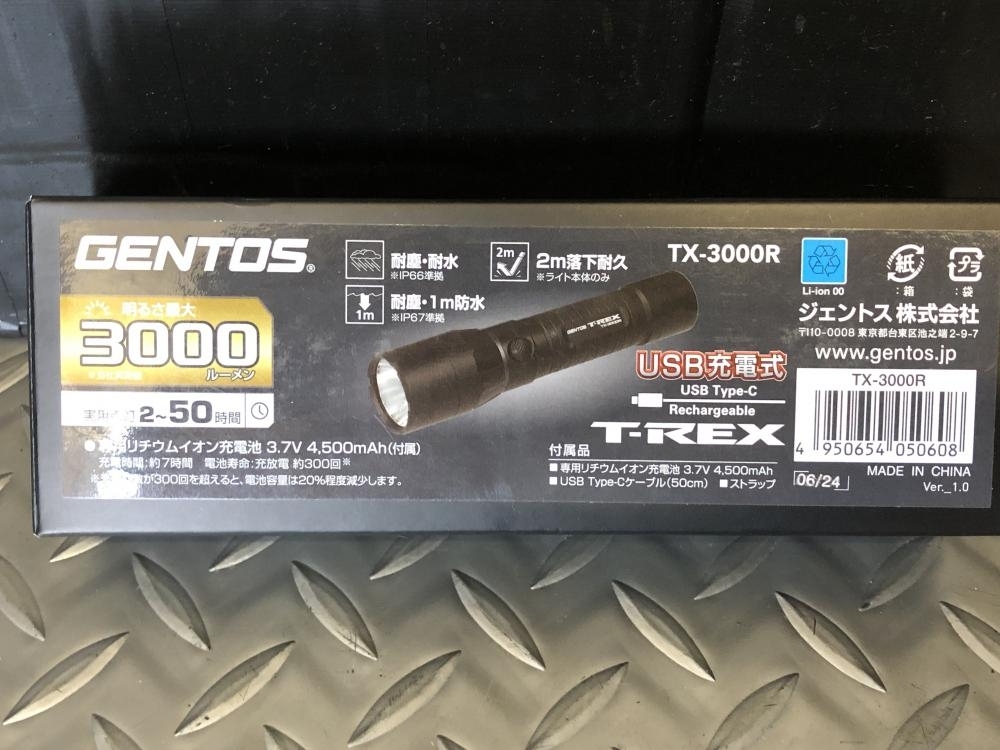 GENTOS®
耐塵・耐水
※IP66準拠
2m
2m落下耐久
※ライト本体のみ
1m
耐塵・1m防水
※IP67準拠
明るさ最大
3000
ルーメン
2~50時間
GENTOS T-REX
TX-3000R
Li-ion 00
紙
:箱
プラ
:袋
ジェントス株式会社
〒110-0008 東京都台東区池之端2-9-7
www.gentos.jp
USB充電式
USB Type-C
Rechargeable
T-REX
TX-3000R
4 950654 050608
MADE IN CHINA
Ver._1.0
06/24
●専用リチウムイオン充電池 3.7V 4,500mAh(付属)
充電時間:約7時間 電池寿命:充放電 約300回※
数が300回を超えると、電池容量は20%程度減少します。
付属品
■専用リチウムイオン充電池 3.7V 4,500mAh
■USB Type-Cケーブル(50cm) ■ストラップ